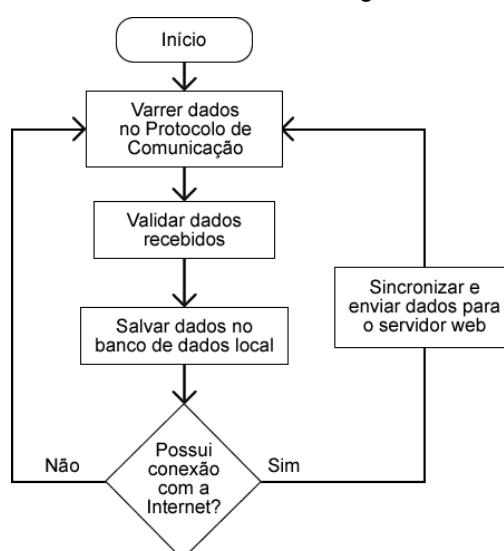 Início
Varrer dados
no Protocolo de
Comunicação
Validar dados
recebidos
Sincronizar e
enviar dados para
o servidor web
Salvar dados no
banco de dados local
Possui
conexão
com a
Internet?
Não
Sim